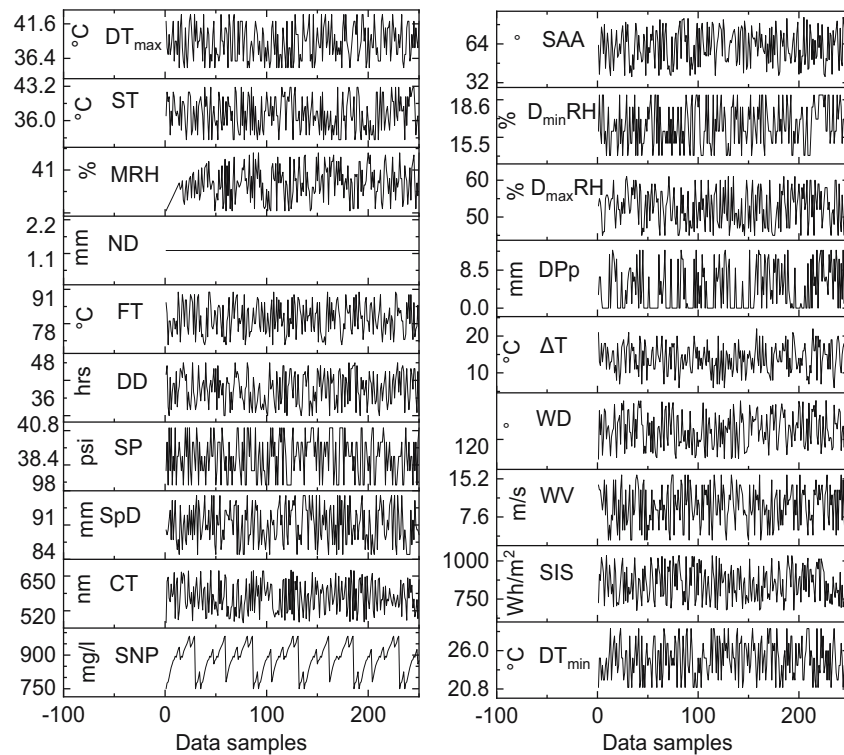 41.6
36.4
°C
DTmax
43.2
36.0
°C
ST
41
%
MRH
2.2
1.1
mm
ND
91
78
°C
FT
48
36
hrs
DD
40.8
38.4
psi
SP
98
91
84
mm
SpD
650
520
nm
CT
900
750
mg/l
SNP
-100 0 100 200
Data samples
64
32
°
SAA
18.6
15.5
%
DminRH
60
50
%
DmaxRH
8.5
0.0
mm
DPp
20
10
°C
ΔT
120
°
WD
15.2
7.6
m/s
WV
1000
750
Wh/m²
SIS
26.0
20.8
°C
DTmin
-100 0 100 200
Data samples